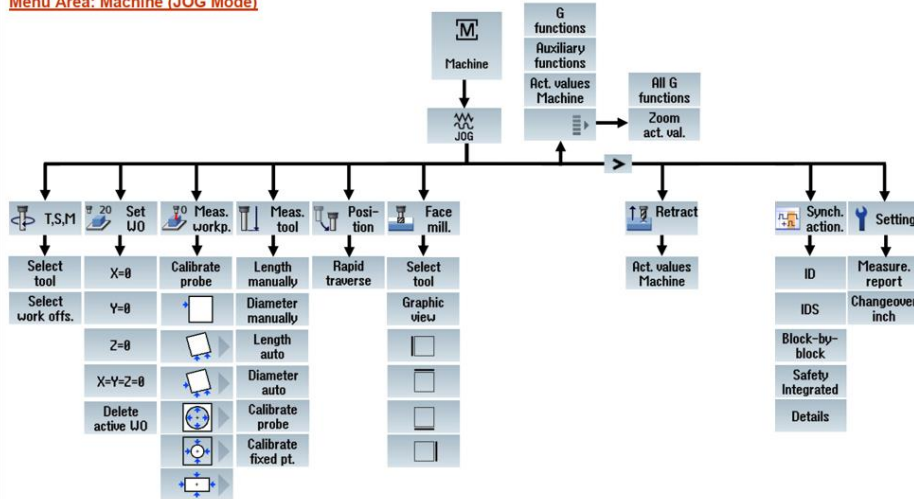 Menu Area: Machine (JOG Mode)
M
Machine
JOG
G
functions
Auxiliary
functions
Act. values
Machine
All G
functions
Zoom
act. val.
>
T,S,M
Select
tool
Select
work offs.
20
Set
WO
X=0
Y=0
Z=0
X=Y=Z=0
Delete
active WO
0
Meas.
workp.
Calibrate
probe
Meas.
tool
Length
manually
Diameter
manually
Length
auto
Diameter
auto
Calibrate
probe
Calibrate
fixed pt.
Posi-
tion
Rapid
traverse
Face
mill.
Select
tool
Graphic
view
Retract
Act. values
Machine
Synch.
action.
ID
IDS
Block-by-
block
Safety
Integrated
Details
Setting
Measure.
report
Changeover
inch